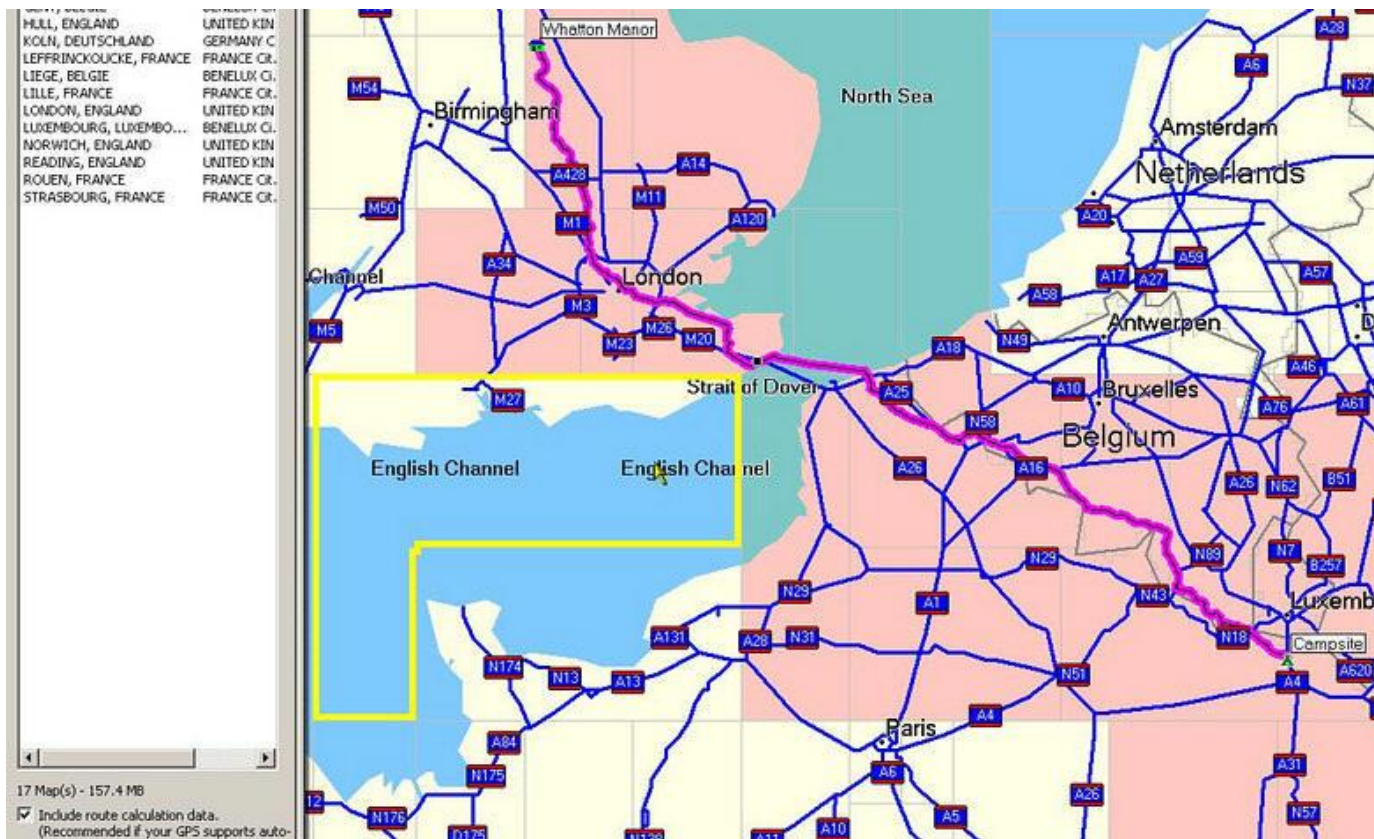 HULL, ENGLAND UNITED KIN
KOLN, DEUTSCHLAND GERMANY C
LEFFRINCKOUCKE, FRANCE FRANCE Cit.
LIEGE, BELGIE BENELUX Ci.
LILLE, FRANCE FRANCE Cit.
LONDON, ENGLAND UNITED KIN
LUXEMBOURG, LUXEMBO... BENELUX Ci.
NORWICH, ENGLAND UNITED KIN
READING, ENGLAND UNITED KIN
ROUEN, FRANCE FRANCE Cit.
STRASBOURG, FRANCE FRANCE Cit.
17 Map(s) - 157.4 MB
Include route calculation data.
(Recommended if your GPS supports auto-
Whatton Manor
A28
A6
M54
N37
North Sea
Birmingham
Amsterdam
A14
Netherlands
A428
M11
M50
A120
A20
M1
A34
A59
Channel
London
A17
A27
A57
A58
M3
M5
M26
Antwerpen
M23
M20
N49
A18
A46
Strait of Dover
A10
Bruxelles
M27
A25
A76
A61
N58
Belgium
English Channel
English Channel
A26
A16
A26
N62
B51
N29
N89
N7
B257
N29
N43
A1
Luxemb
A131
A28
N31
N18
Campsite
N174
N13
A13
N51
A620
A4
A4
Paris
A84
A31
N175
A6
A26
12
N176
A5
N57
A10